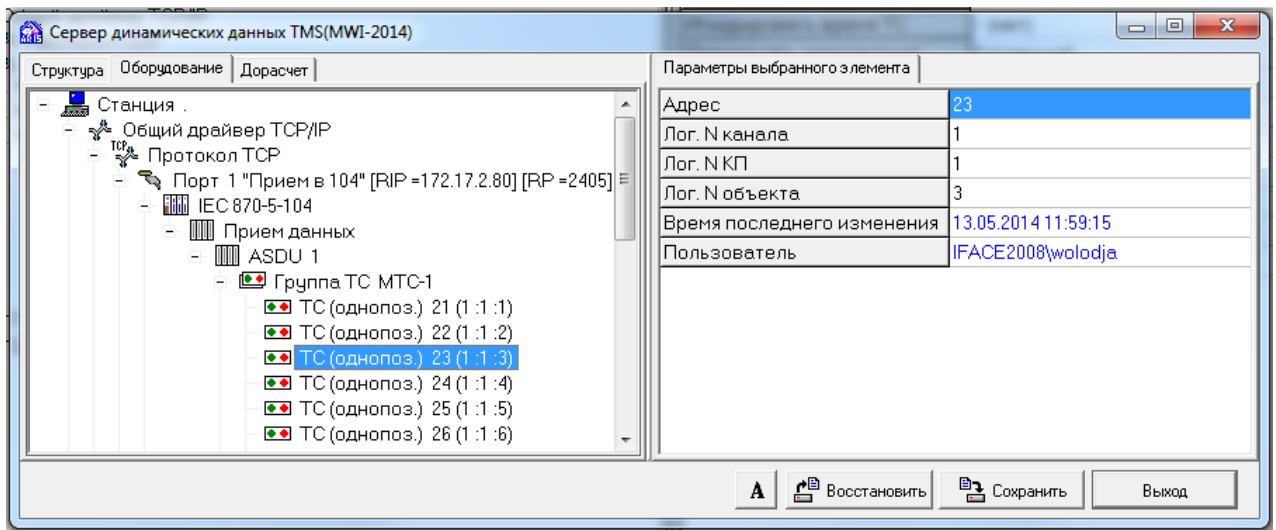 Сервер динамических данных TMS(MWI-2014)
Структура Оборудование Дорасчет
Параметры выбранного элемента
Станция .
Общий драйвер TCP/IP
TCP Протокол TCP
Порт 1 "Прием в 104" [RIP =172.17.2.80] [RP =2405]
IEC 870-5-104
Прием данных
ASDU 1
Группа ТС МТС-1
ТС (однопоз.) 21 (1 :1 :1)
ТС (однопоз.) 22 (1 :1 :2)
ТС (однопоз.) 23 (1 :1 :3)
ТС (однопоз.) 24 (1 :1 :4)
ТС (однопоз.) 25 (1 :1 :5)
ТС (однопоз.) 26 (1 :1 :6)
Адрес 23
Лог. N канала 1
Лог. N КП 1
Лог. N объекта 3
Время последнего изменения 13.05.2014 11:59:15
Пользователь IFACE2008\wolodja
A Восстановить Сохранить Выход